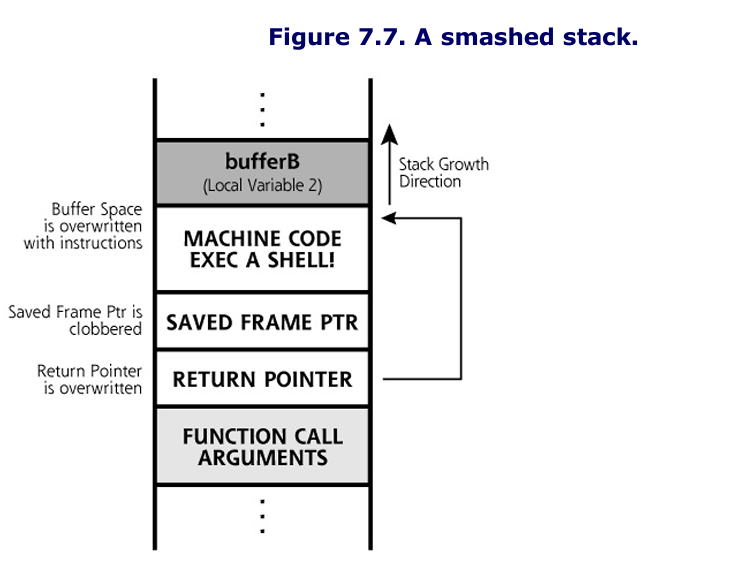 Figure 7.7. A smashed stack.
bufferB
(Local Variable 2)
Stack Growth
Direction
Buffer Space
is overwritten
with instructions
MACHINE CODE
EXEC A SHELL!
Saved Frame Ptr is
clobbered
SAVED FRAME PTR
Return Pointer
is overwritten
RETURN POINTER
FUNCTION CALL
ARGUMENTS